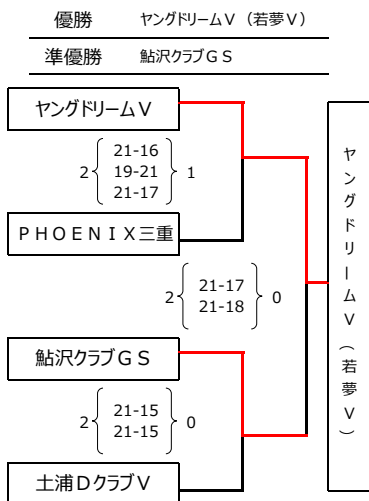 優勝 ヤングドリームV（若夢V）
準優勝 鮎沢クラブGS
ヤングドリームV
21-16
2 19-21 1
21-17
PHOENIX三重
21-17
2 21-18 0
鮎沢クラブGS
21-15
2 21-15 0
土浦DクラブV
ヤングドリームV（若夢V）